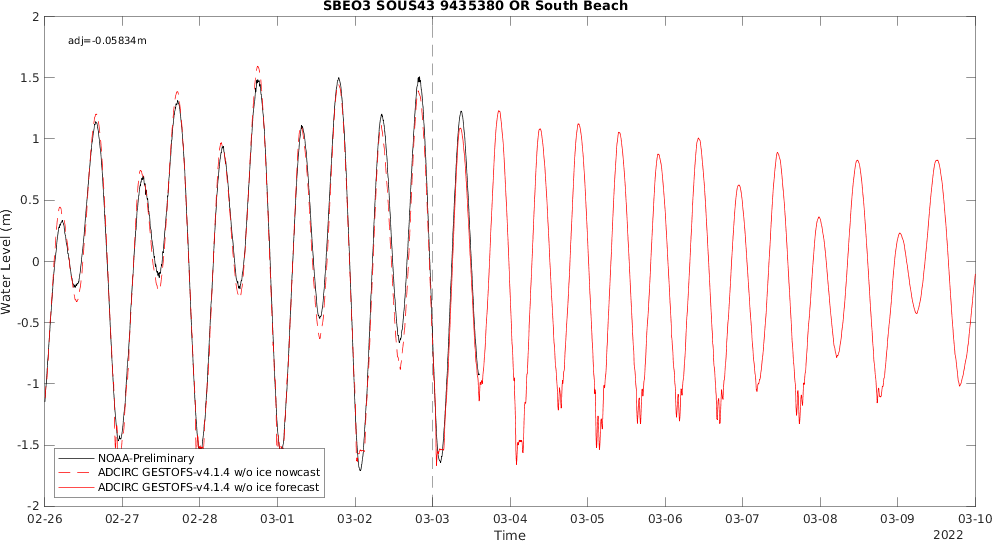 SBEO3 SOUS43 9435380 OR South Beach
adj=-0.05834m
Water Level (m)
2
1.5
1
0.5
0
-0.5
-1
-1.5
-2
NOAA-Preliminary
ADCIRC GESTOFS-v4.1.4 w/o ice nowcast
ADCIRC GESTOFS-v4.1.4 w/o ice forecast
02-26 02-27 02-28 03-01 03-02 03-03 03-04 03-05 03-06 03-07 03-08 03-09 03-10
Time
2022